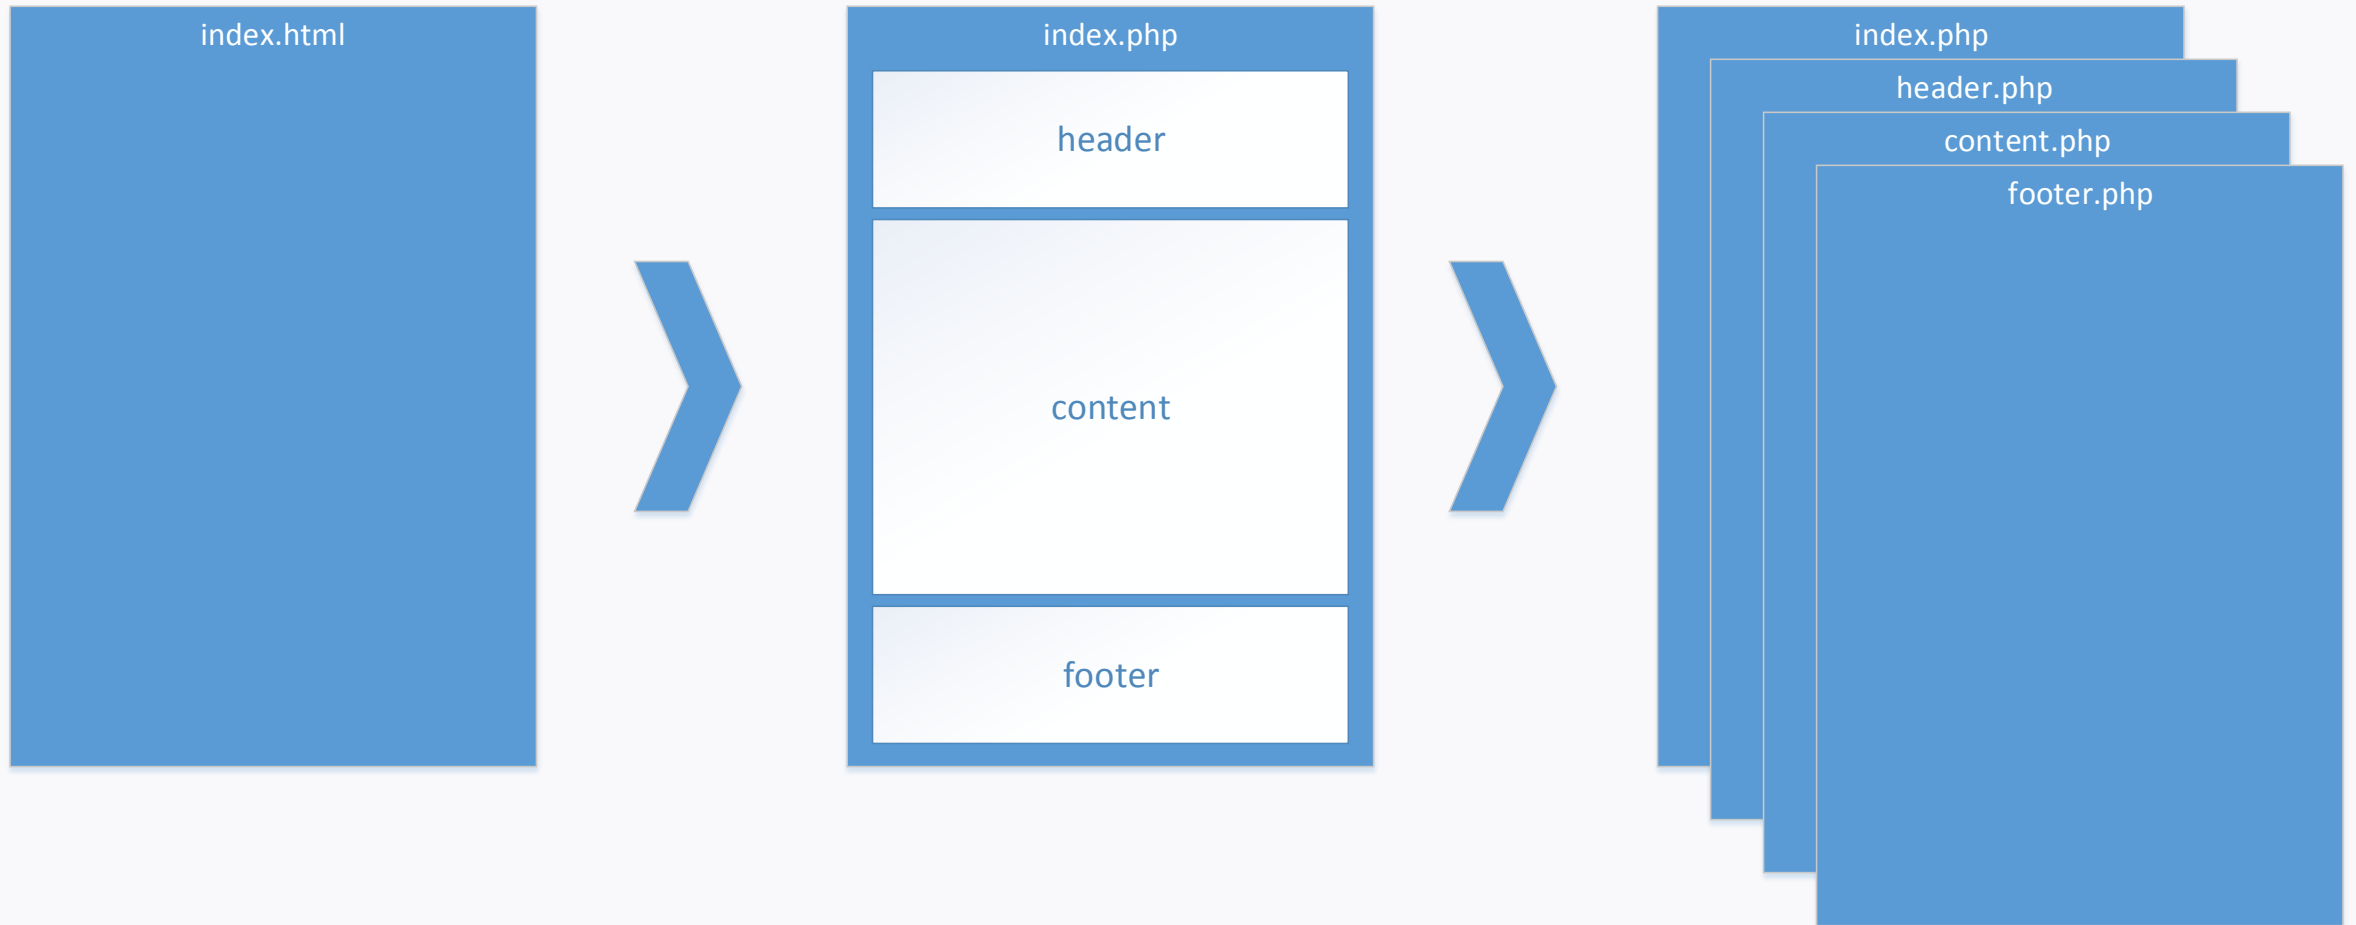 index.html
index.php
header
content
footer
index.php
header.php
content.php
footer.php